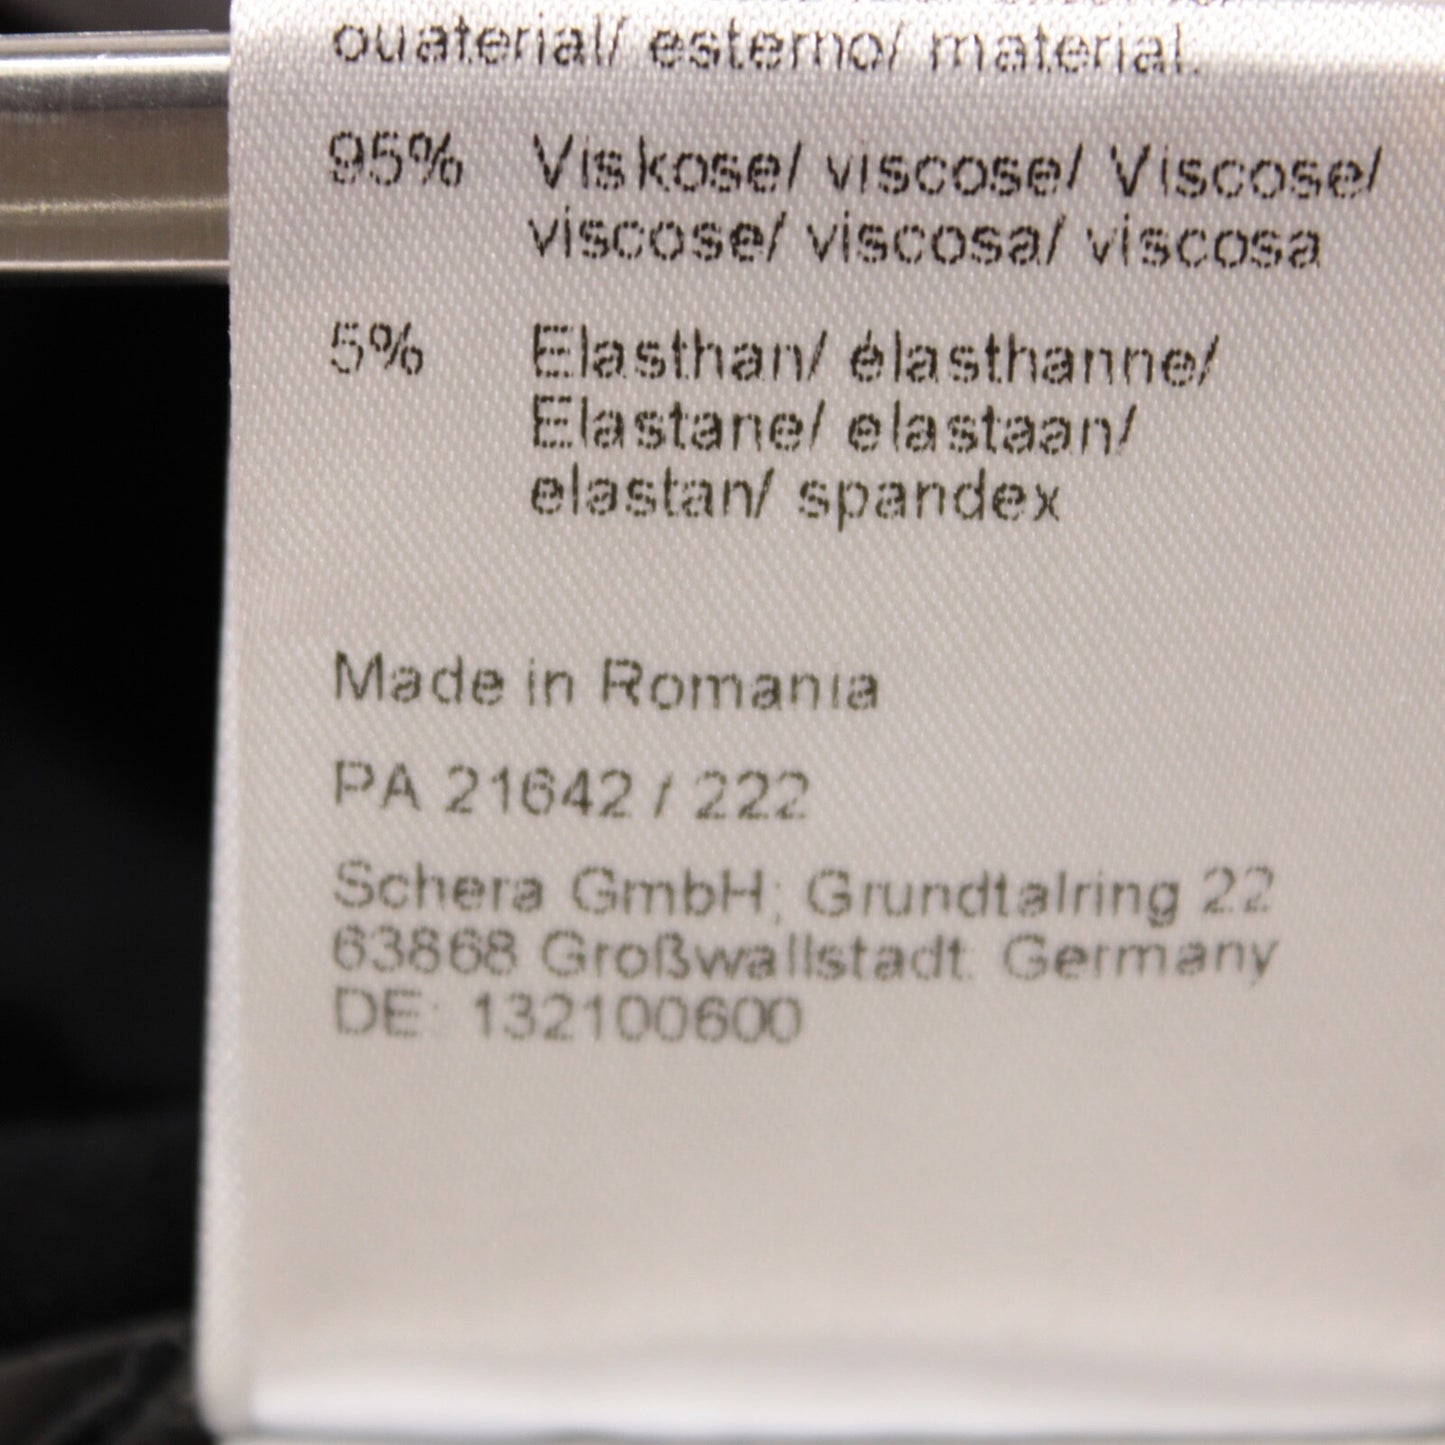 ouaterial/ esterno/ material.
95% Viskose/ viscose/ Viscose/
viscose/ viscosa/ viscosa
5% Elasthan/ élasthanne/
Elastane/ elastaan/
elastan/ spandex
Made in Romania
PA 21642 / 222
Schera GmbH; Grundtalring 22
63868 Großwallstadt. Germany
DE: 132100600